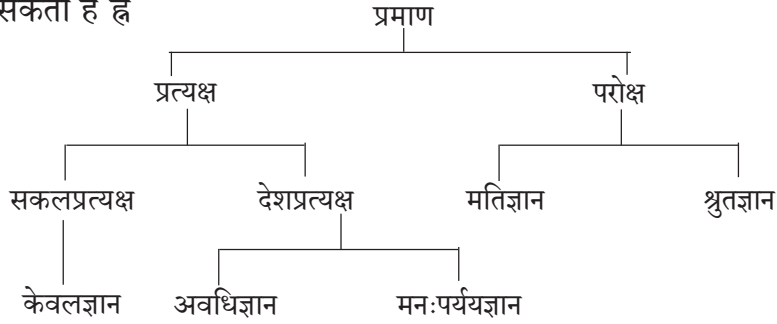 सकता है ह्न
प्रमाण
प्रत्यक्ष परोक्ष
सकलप्रत्यक्ष देशप्रत्यक्ष मतिज्ञान श्रुतज्ञान
केवलज्ञान अवधिज्ञान मनःपर्ययज्ञान